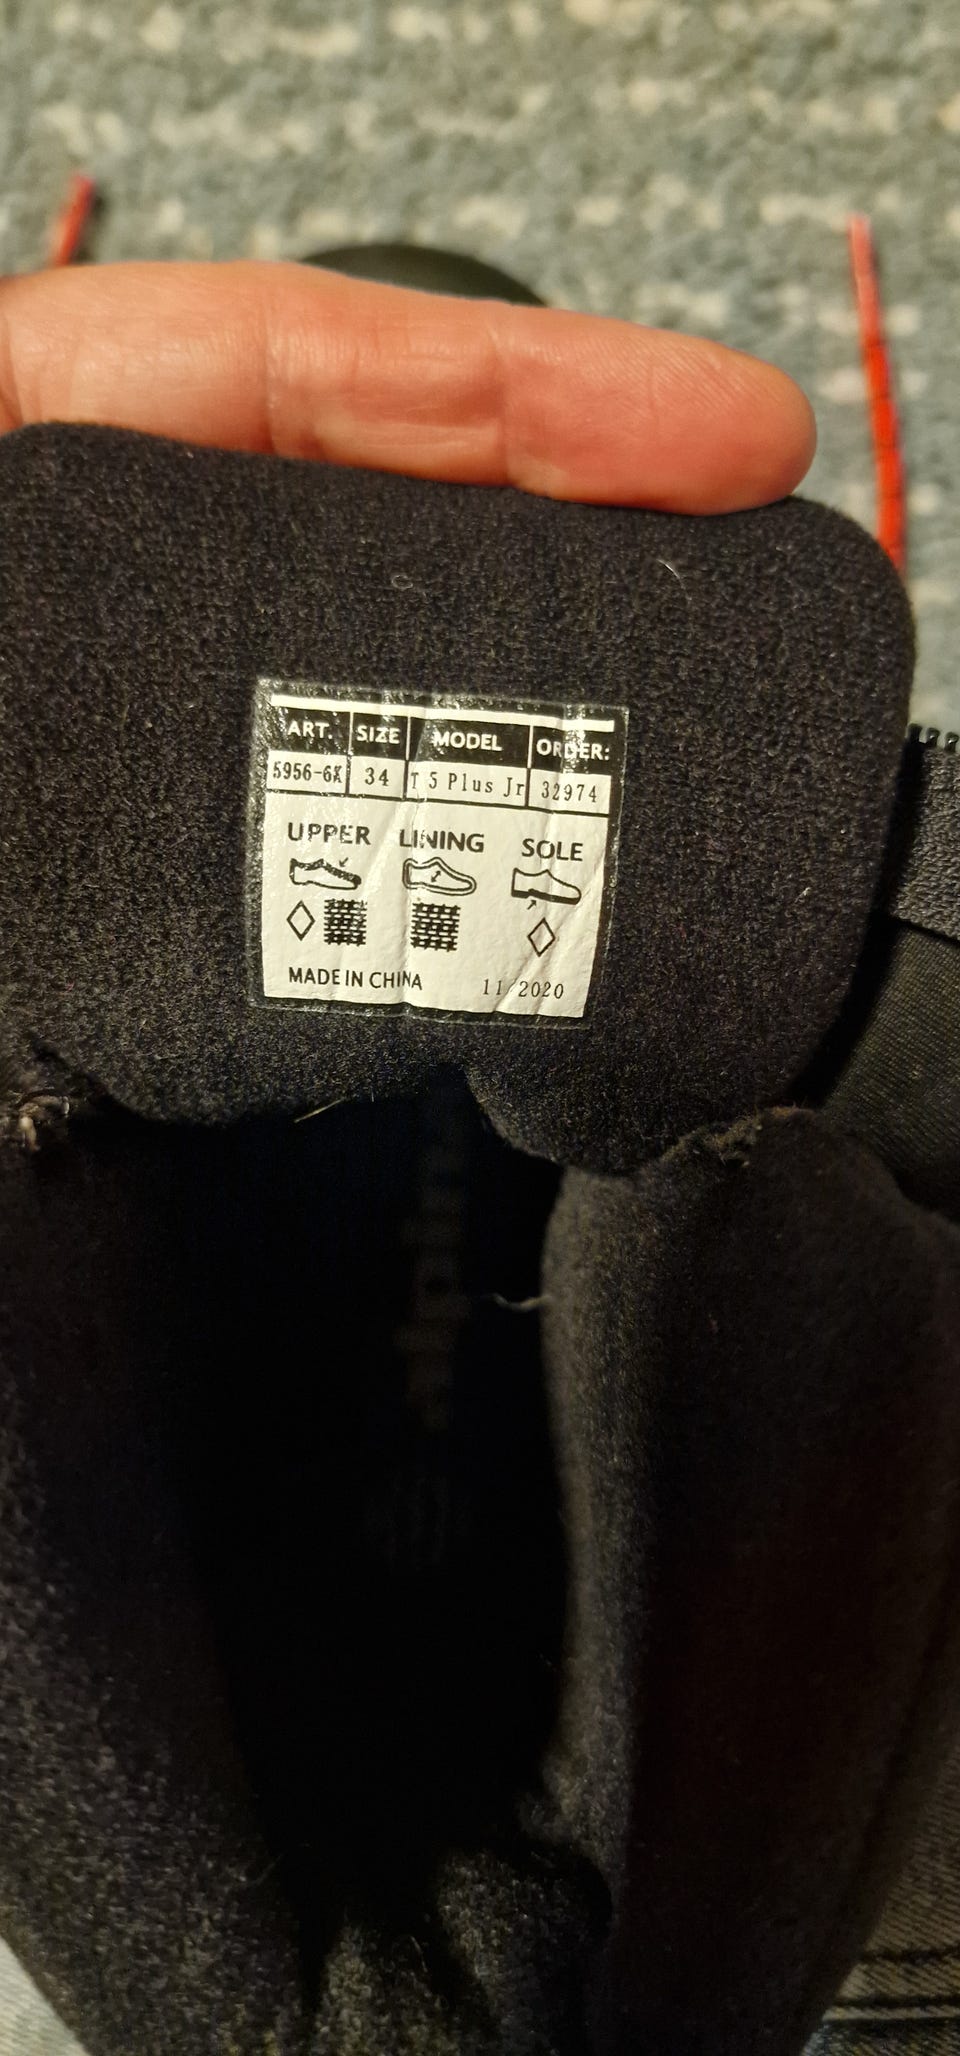 ART. SIZE MODEL ORDER:
5956-6K 34 T 5 Plus Jr 32974
UPPER LINING SOLE
MADE IN CHINA 11/2020